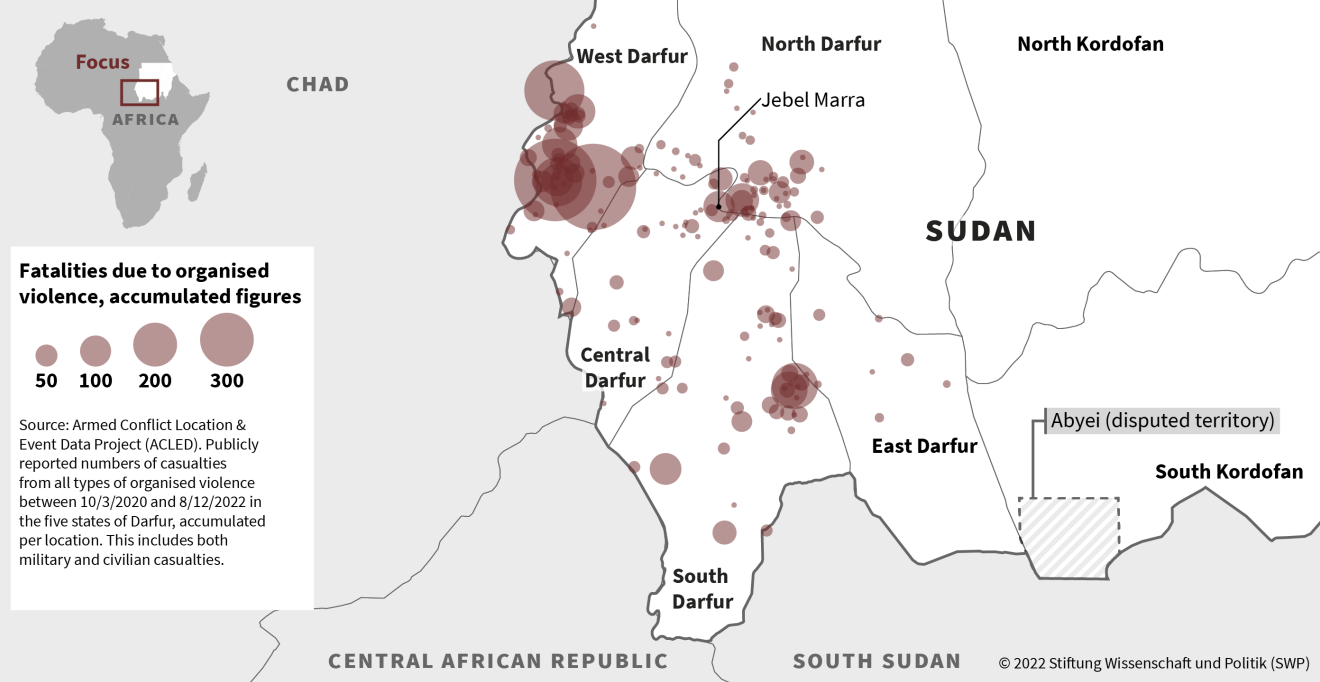 Focus
AFRICA
CHAD
West Darfur
North Darfur
North Kordofan
Jebel Marra
SUDAN
Fatalities due to organised
violence, accumulated figures
50 100 200 300
Source: Armed Conflict Location &
Event Data Project (ACLED). Publicly
reported numbers of casualties
from all types of organised violence
between 10/3/2020 and 8/12/2022 in
the five states of Darfur, accumulated
per location. This includes both
military and civilian casualties.
Central
Darfur
East Darfur
Abyei (disputed territory)
South Kordofan
South
Darfur
CENTRAL AFRICAN REPUBLIC
SOUTH SUDAN
© 2022 Stiftung Wissenschaft und Politik (SWP)